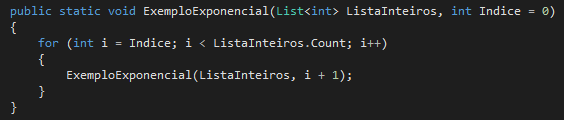 public static void ExemploExponencial(List<int> ListaInteiros, int Indice = 0)
{
    for (int i = Indice; i < ListaInteiros.Count; i++)
    {
        ExemploExponencial(ListaInteiros, i + 1);
    }
}